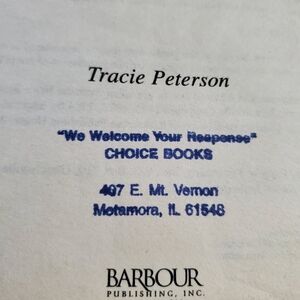 Tracie Peterson
"We Welcome Your Response"
CHOICE BOOKS
407 E. Mt. Vernon
Metamora, IL 61548
BARBOUR
PUBLISHING, INC.